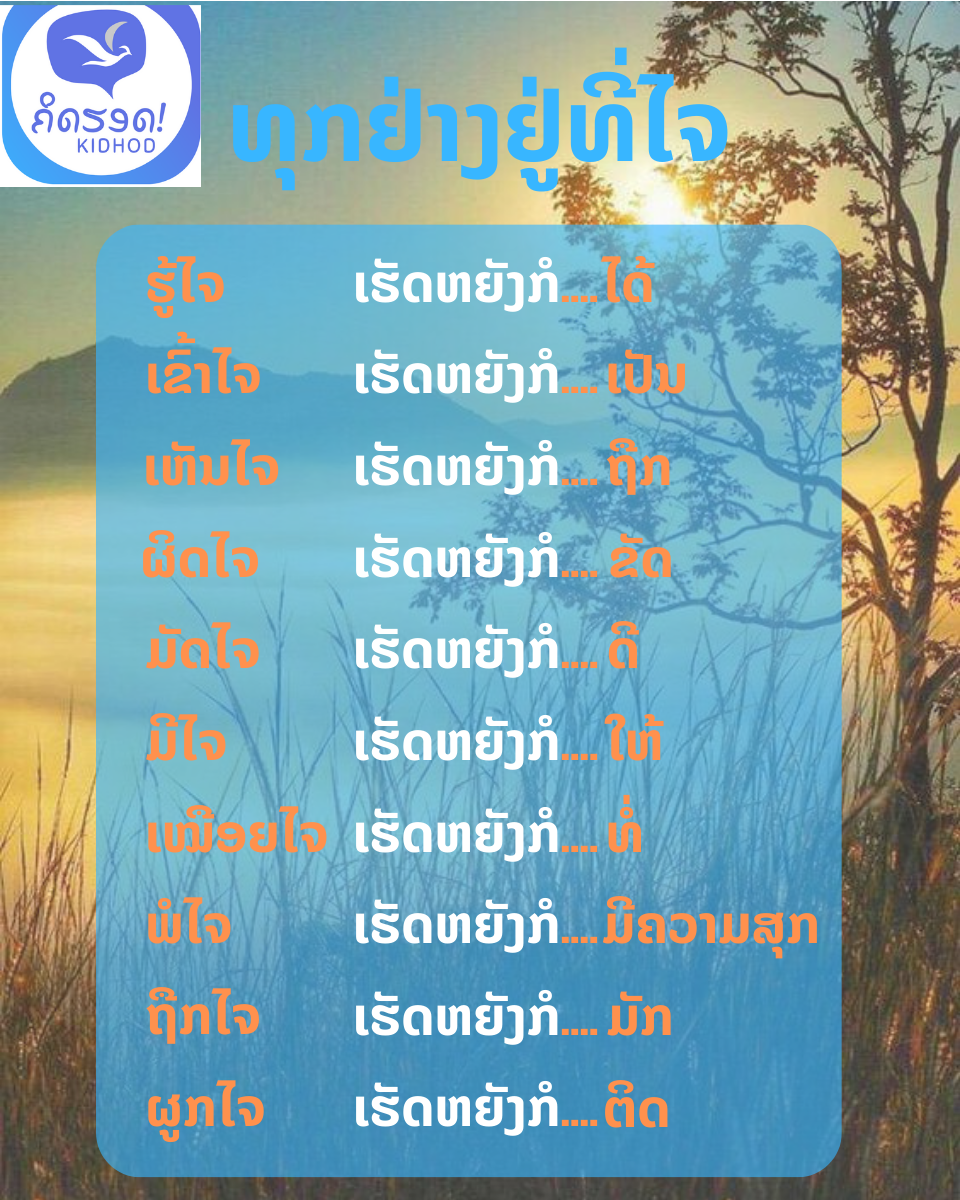 ຄິດຮອດ!
KIDHOD
ທຸກຢ່າງຢູ່ທີ່ໃຈ
ຮູ້ໃຈ ເຮັດຫຍັງກໍ....ໄດ້
ເຂົ້າໃຈ ເຮັດຫຍັງກໍ.... ເປັນ
ເຫັນໃຈ ເຮັດຫຍັງກໍ.... ຖືກ
ຜິດໃຈ ເຮັດຫຍັງກໍ.... ຂັດ
ມັດໃຈ ເຮັດຫຍັງກໍ.... ດີ
ມີໃຈ ເຮັດຫຍັງກໍ.... ໃຫ້
ເໝືອຍໃຈ ເຮັດຫຍັງກໍ.... ທໍ່
ພໍໃຈ ເຮັດຫຍັງກໍ....ມີຄວາມສຸກ
ຖືກໃຈ ເຮັດຫຍັງກໍ.... ມັກ
ຜູກໃຈ ເຮັດຫຍັງກໍ....ຕິດ